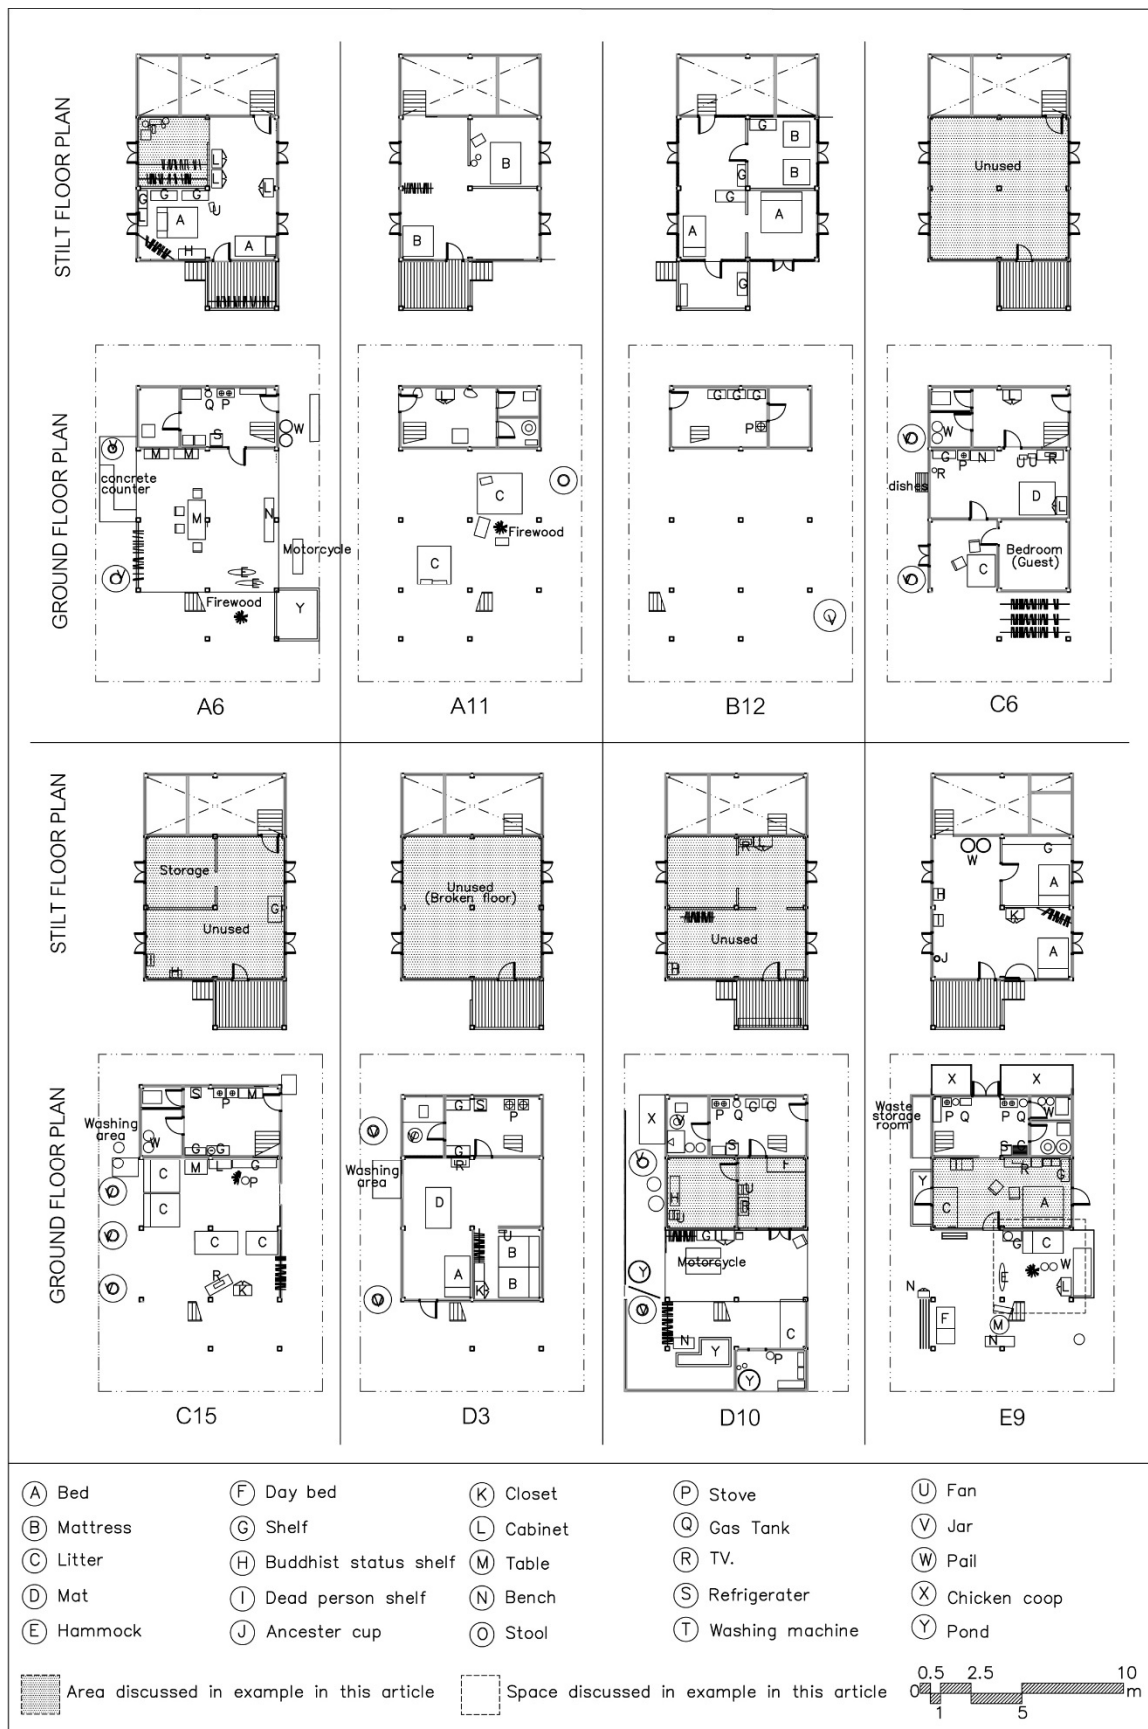 STILT FLOOR PLAN
G
B
B
G
L
L
L
G
G
G
L
A
U
H
A
B
B
G
G
A
A
G
Unused
GROUND FLOOR PLAN
Q P
S
W
V
M M
concrete
counter
M
N
Motorcycle
V
E
E
Firewood
Y
L
V
C
Firewood
C
G G G
P
V
L
W
V
G P N
U U R
R
dishes
D
L
Bedroom
(Guest)
C
V
A6
A11
B12
C6
STILT FLOOR PLAN
Storage
Unused
G
H
Unused
(Broken floor)
R L
Unused
H
G
W
A
H
K
J
A
GROUND FLOOR PLAN
S P M
Washing
area
W
G G
C
M L G
P
V
C
V
C C
R
K
V
G S P
V
V
G
R
Washing
area
D
U
B
A
K
B
V
X
V
P Q G G
S
V
F
H
U
U
R
G L
Motorcycle
Y
V
C
N
Y
P
Y
X X
Waste
storage
room
P Q P Q W
S G
R
G
Y
C
A
G C
W
E
L
N
F
M
N
C15
D3
D10
E9
A Bed
F Day bed
K Closet
P Stove
U Fan
B Mattress
G Shelf
L Cabinet
Q Gas Tank
V Jar
C Litter
H Buddhist status shelf
M Table
R TV.
W Pail
D Mat
I Dead person shelf
N Bench
S Refrigerater
X Chicken coop
E Hammock
J Ancester cup
O Stool
T Washing machine
Y Pond
Area discussed in example in this article
Space discussed in example in this article
0.5 2.5 10
0 m
1 5